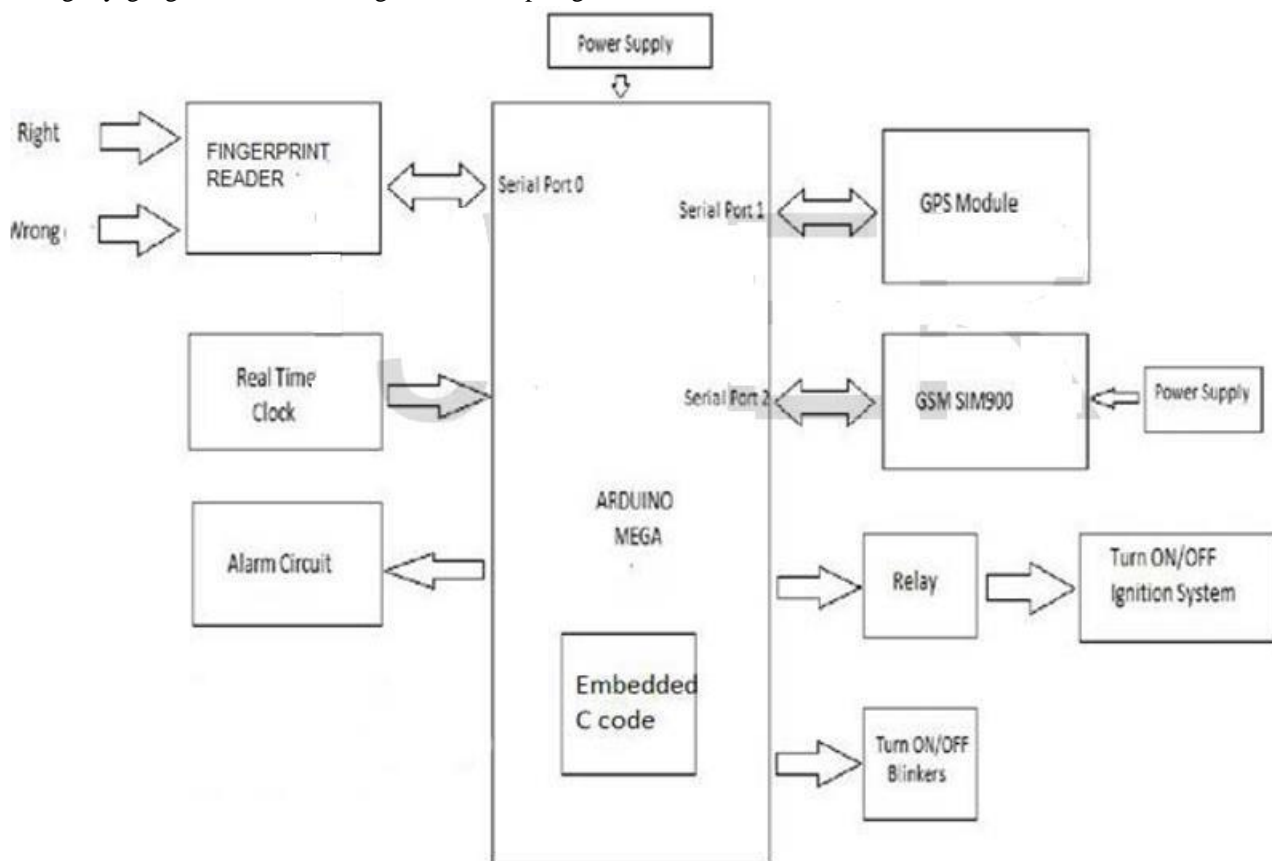 Power Supply
Right
FINGERPRINT
READER
Serial Port 0
Wrong
Serial Port 1
GPS Module
Real Time
Clock
Serial Port 2
GSM SIM900
Power Supply
ARDUINO
MEGA
Alarm Circuit
Relay
Turn ON/OFF
Ignition System
Embedded
C code
Turn ON/OFF
Blinkers